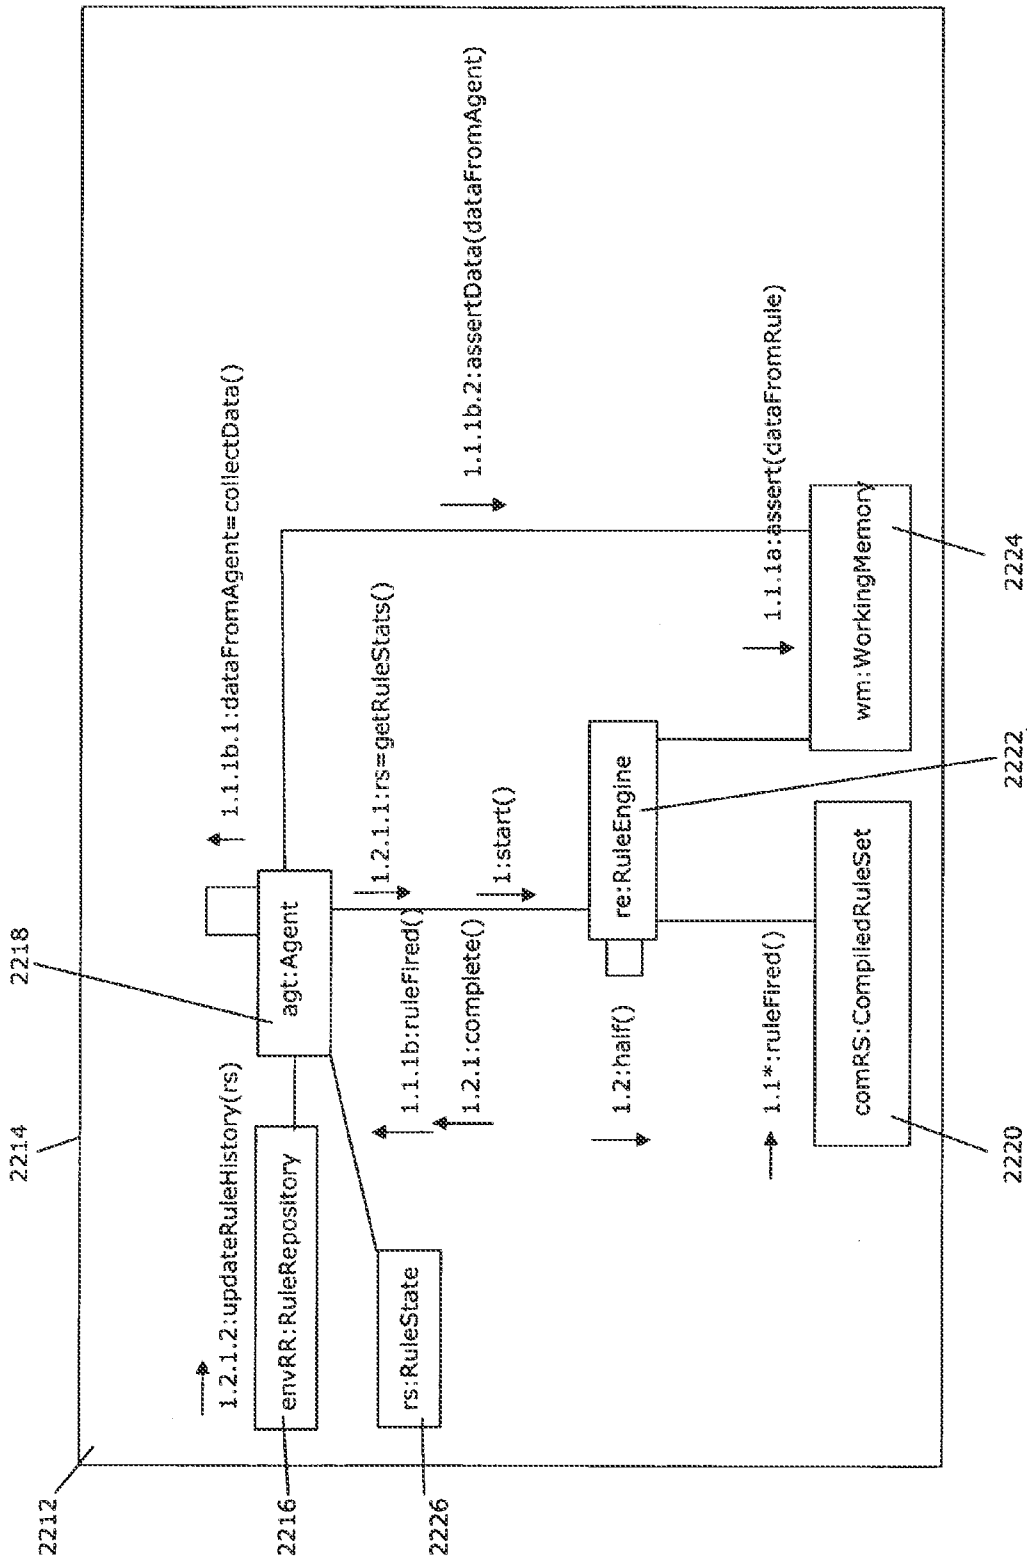 2212
2214
2218
1.2.1.2:updateRuleHistory(rs)
1.1.1b.1:dataFromAgent=collectData()
2216
envRR:RuleRepository
agt:Agent
2226
rs:RuleState
1.2.1.1:rs=getRuleStats()
1.1.1b:ruleFired()
1.2.1:complete()
1:start()
1.1.1b.2:assertData(dataFromAgent)
1.2:half()
re:RuleEngine
1.1*:ruleFired()
1.1.1a:assert(dataFromRule)
comRS:CompiledRuleSet
wm:WorkingMemory
2220
2222
2224